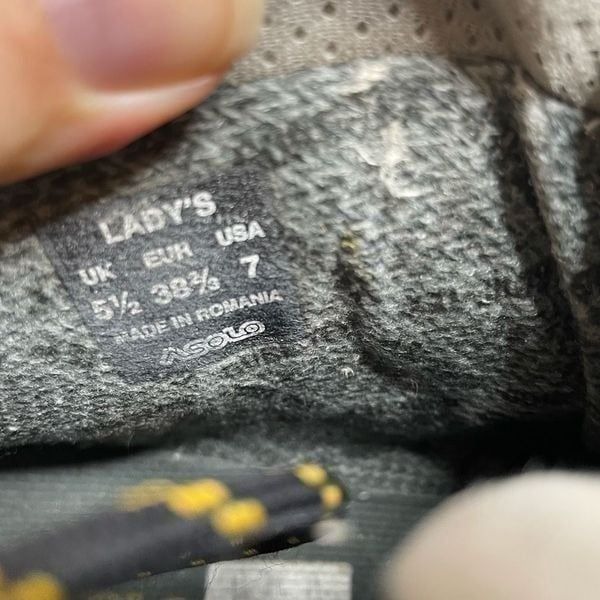 LADY'S
UK EUR USA
5½ 38⅔ 7
MADE IN ROMANIA
ASOLO